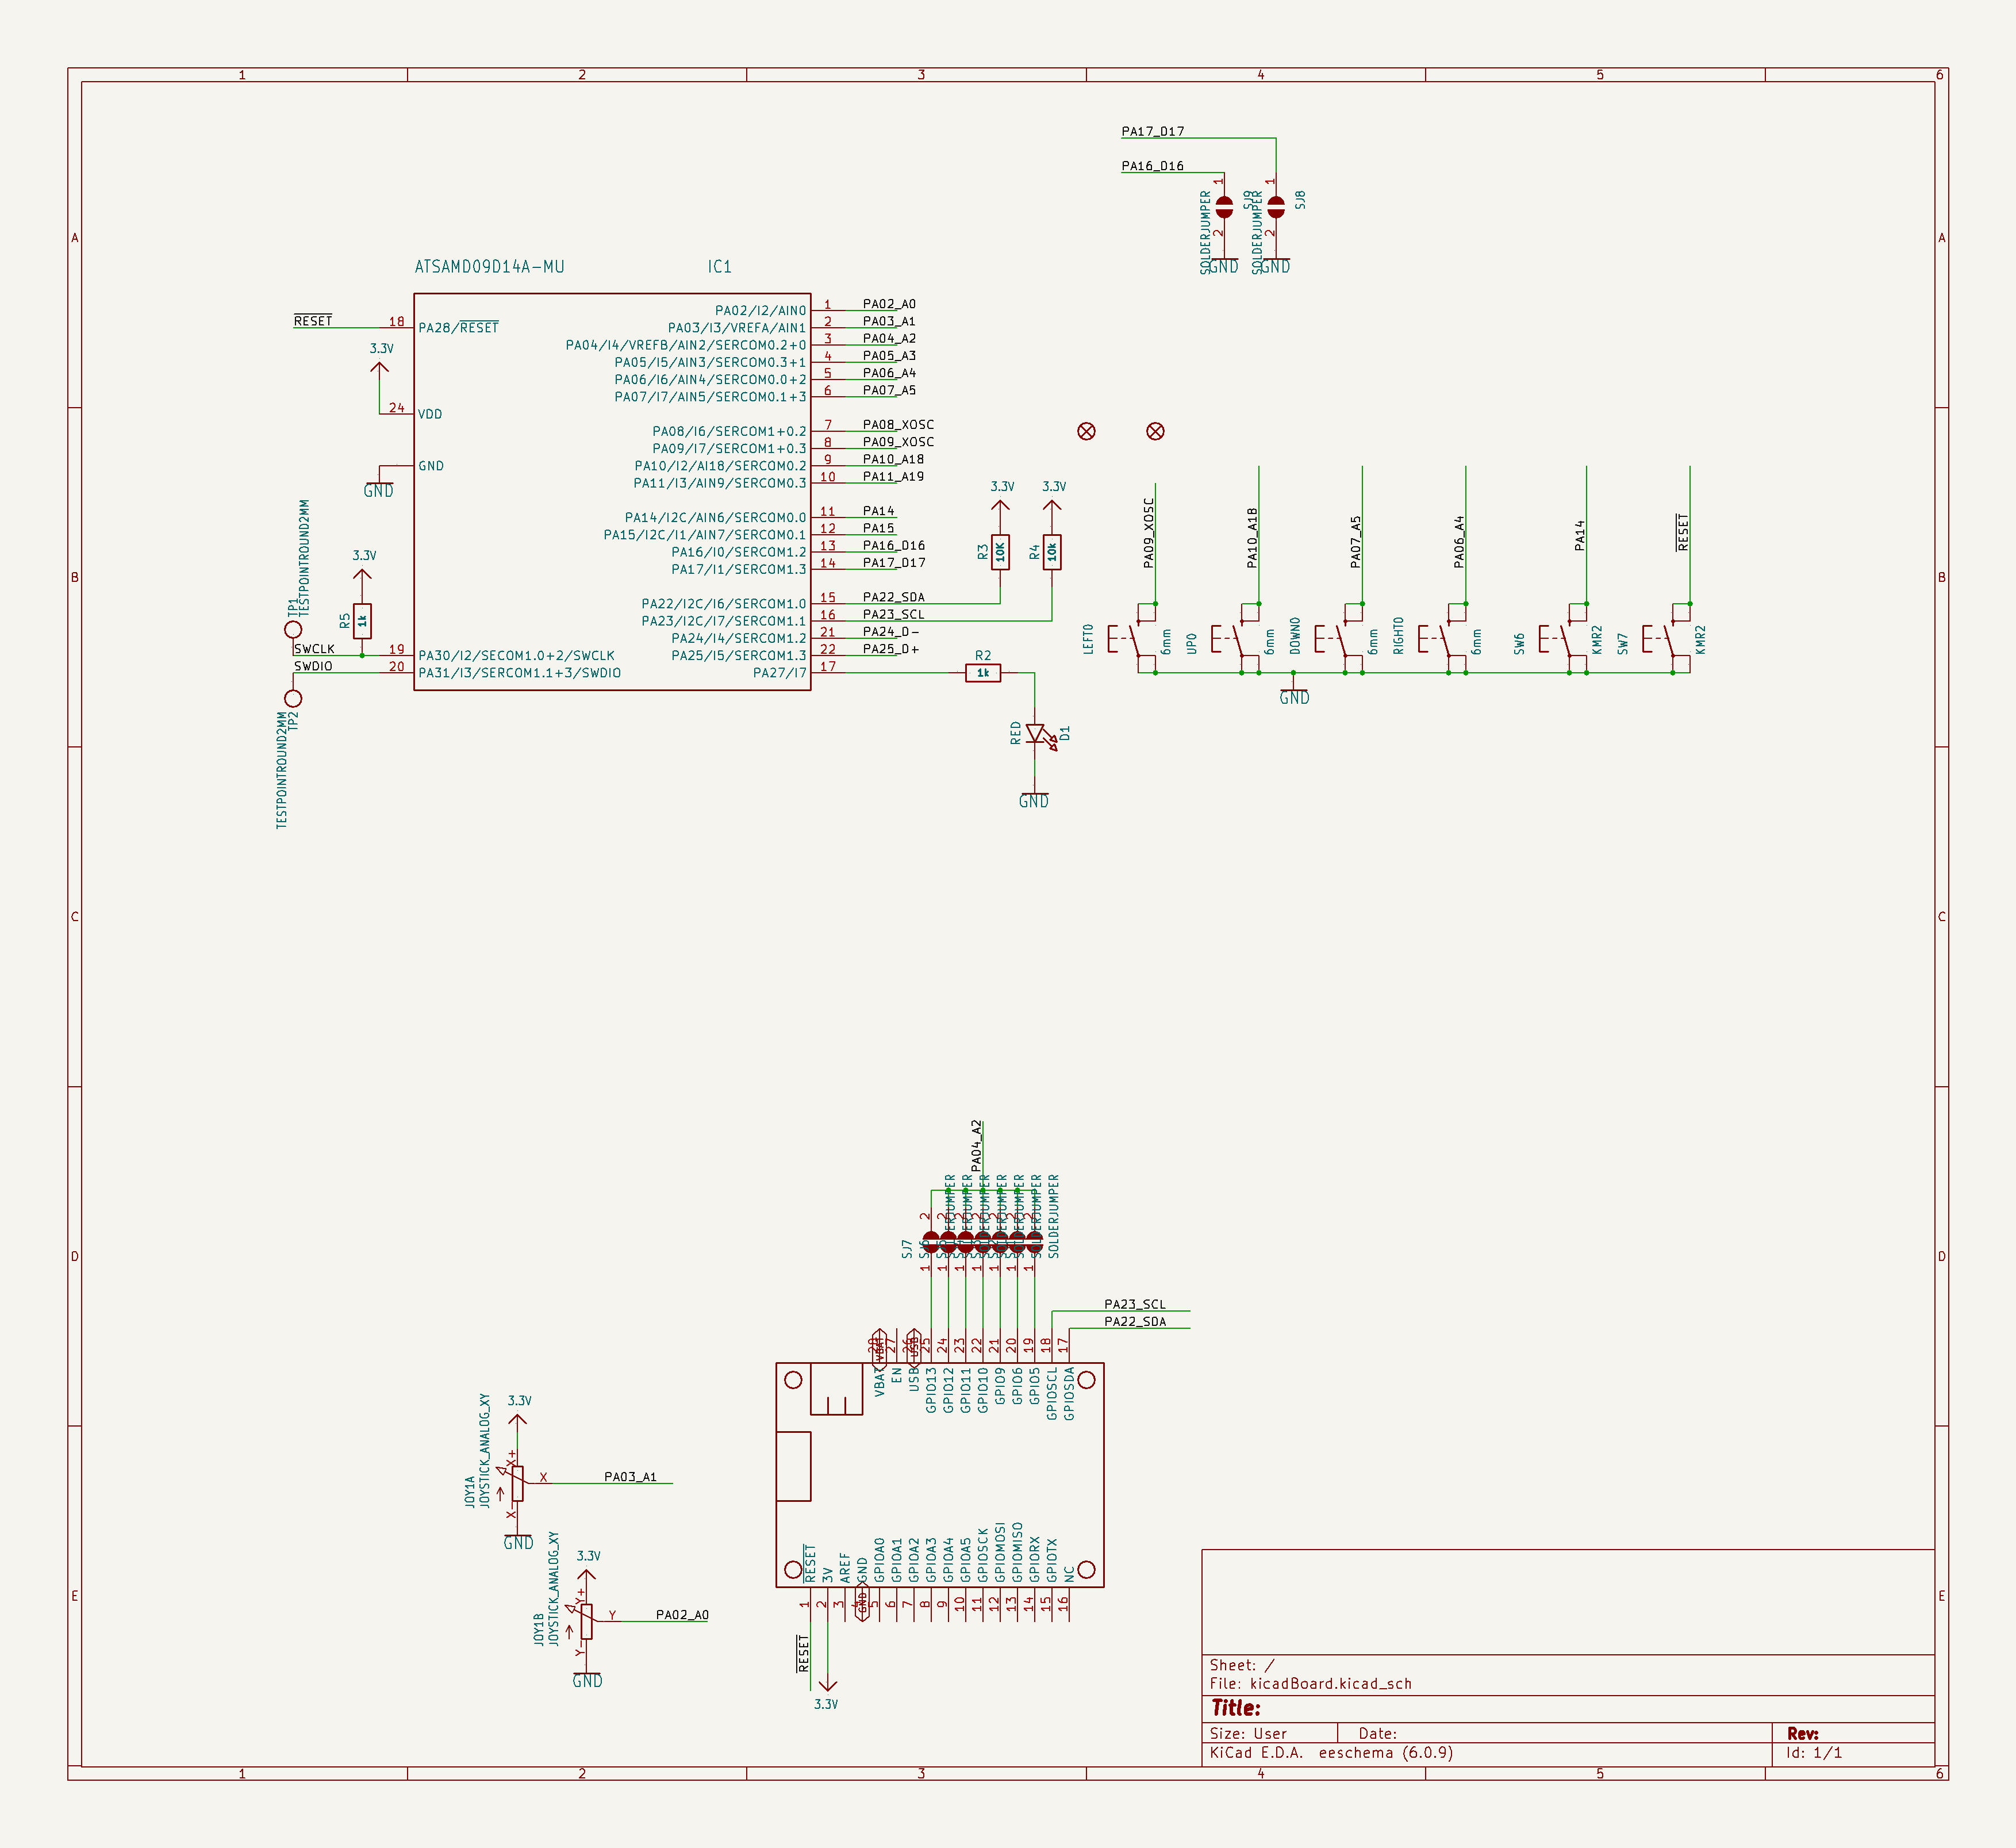 1 2 3 4 5 6
A
B
C
D
E
PA17_D17
PA16_D16
1
2
SOLDERJUMPER
SJ9
GND
1
2
SOLDERJUMPER
SJ8
GND
ATSAMD09D14A-MU IC1
RESET 18 PA28/RESET
3.3V
24 VDD
GND
GND
PA02/I2/AIN0 1 PA02_A0
PA03/I3/VREFA/AIN1 2 PA03_A1
PA04/I4/VREFB/AIN2/SERCOM0.2+0 3 PA04_A2
PA05/I5/AIN3/SERCOM0.3+1 4 PA05_A3
PA06/I6/AIN4/SERCOM0.0+2 5 PA06_A4
PA07/I7/AIN5/SERCOM0.1+3 6 PA07_A5
PA08/I6/SERCOM1+0.2 7 PA08_XOSC
PA09/I7/SERCOM1+0.3 8 PA09_XOSC
PA10/I2/AI18/SERCOM0.2 9 PA10_A18
PA11/I3/AIN9/SERCOM0.3 10 PA11_A19
PA14/I2C/AIN6/SERCOM0.0 11 PA14
PA15/I2C/I1/AIN7/SERCOM0.1 12 PA15
PA16/I0/SERCOM1.2 13 PA16_D16
PA17/I1/SERCOM1.3 14 PA17_D17
PA22/I2C/I6/SERCOM1.0 15 PA22_SDA
PA23/I2C/I7/SERCOM1.1 16 PA23_SCL
PA24/I4/SERCOM1.2 21 PA24_D-
PA25/I5/SERCOM1.3 22 PA25_D+
PA27/I7 17
TP1
TESTPOINTROUND2MM
3.3V
R5
1k
SWCLK 19 PA30/I2/SECOM1.0+2/SWCLK
SWDIO 20 PA31/I3/SERCOM1.1+3/SWDIO
TESTPOINTROUND2MM
TP2
3.3V
R3
10K
3.3V
R4
10k
R2
1k
RED
D1
GND
PA09_XOSC
LEFT0
6mm
PA10_A18
UP0
6mm
PA07_A5
DOWN0
6mm
PA06_A4
RIGHT0
6mm
PA14
SW6
KMR2
RESET
SW7
KMR2
GND
PA04_A2
SJ7
2
1
SOLDERJUMPER
PA23_SCL
PA22_SDA
VBAT
27
USB
25
24
23
22
21
20
19
18
17
VBAT
EN
USB
GPIO13
GPIO12
GPIO11
GPIO10
GPIO9
GPIO6
GPIO5
GPIOSCL
GPIOSDA
RESET
3V
AREF
GND
GPIOA0
GPIOA1
GPIOA2
GPIOA3
GPIOA4
GPIOA5
GPIOSCK
GPIOMOSI
GPIOMISO
GPIORX
GPIOTX
NC
1
2
3
GND
5
6
7
8
9
10
11
12
13
14
15
16
RESET
3.3V
JOY1A
JOYSTICK_ANALOG_XY
3.3V
X+
X
X-
PA03_A1
GND
JOY1B
JOYSTICK_ANALOG_XY
3.3V
Y+
Y
Y-
PA02_A0
GND
Sheet: /
File: kicadBoard.kicad_sch
Title:
Size: User Date: Rev:
KiCad E.D.A. eeschema (6.0.9) Id: 1/1
A
B
C
D
E
1 2 3 4 5 6